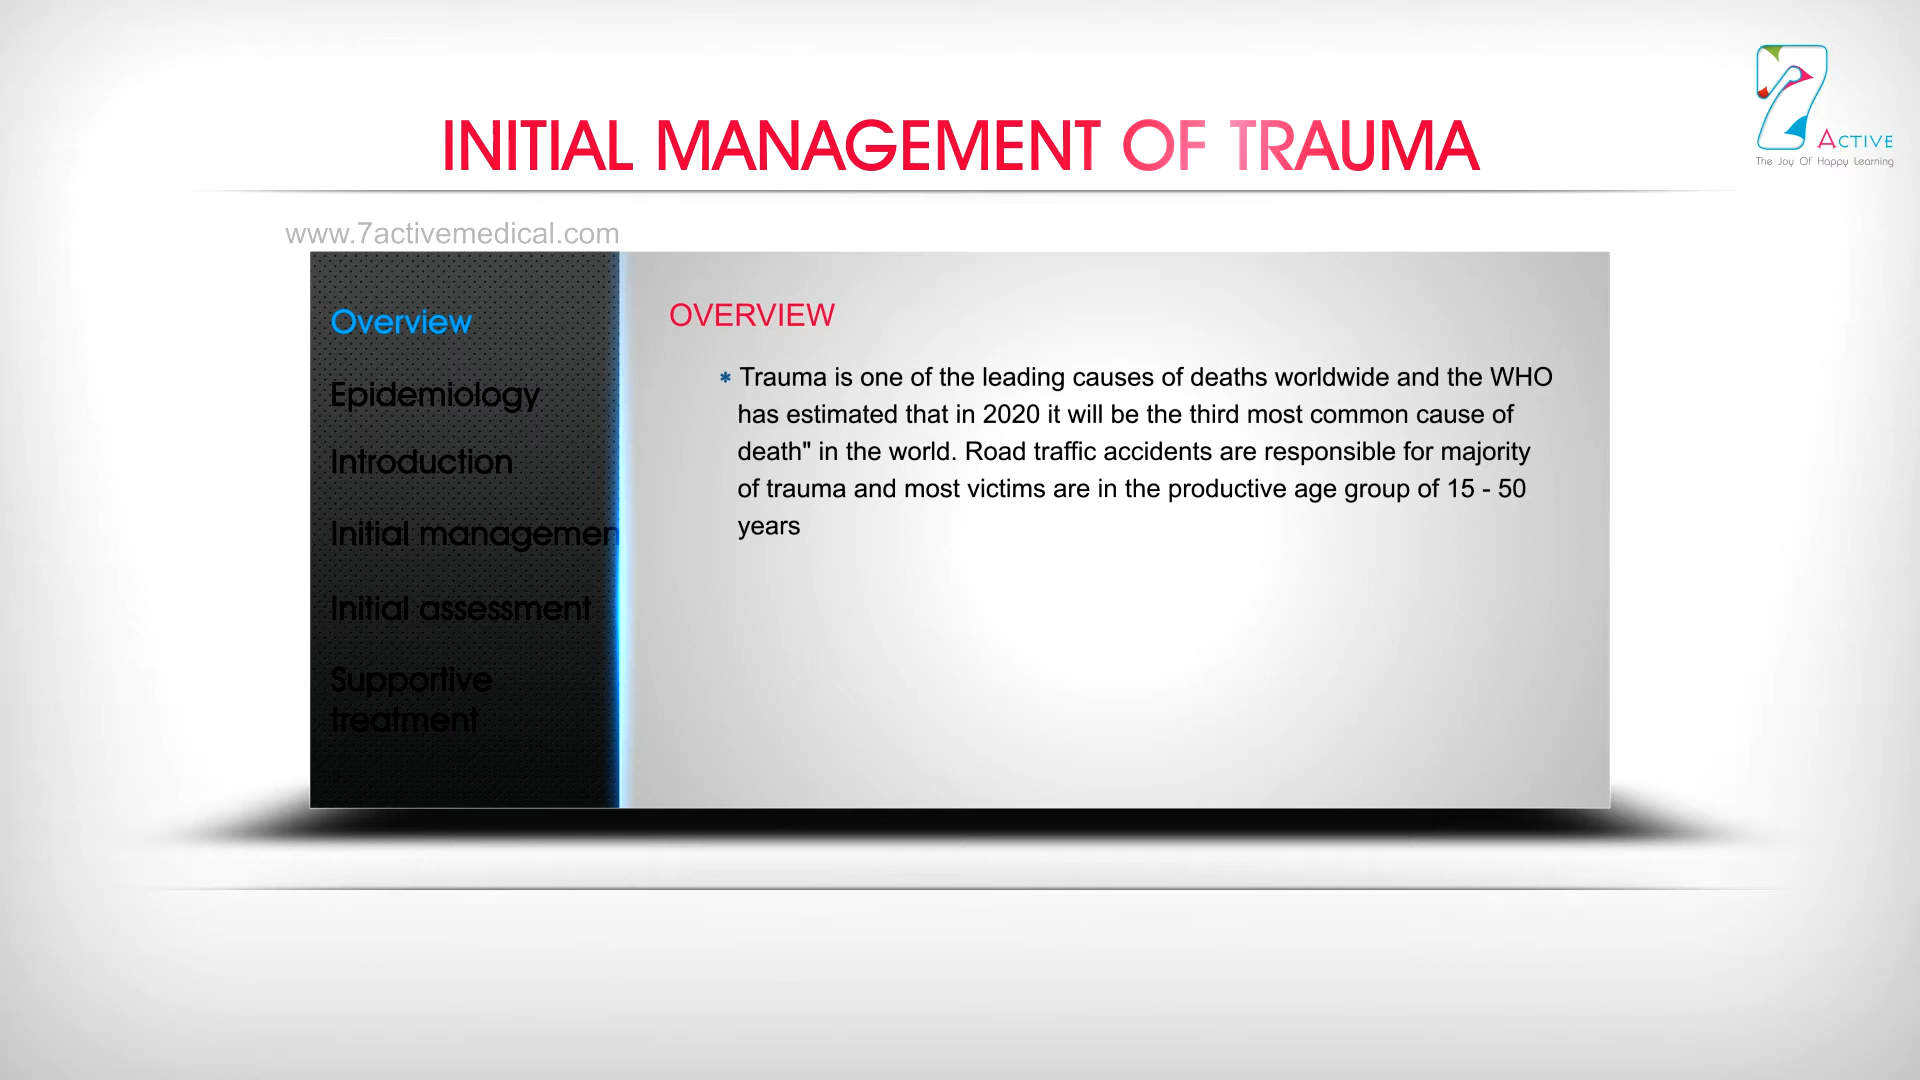 INITIAL MANAGEMENT OF TRAUMA
ACTIVE
The Joy Of Happy Learning
www.7activemedical.com
Overview
Epidemiology
Introduction
Initial managemen
Initial assessment
Supportive
treatment
OVERVIEW
* Trauma is one of the leading causes of deaths worldwide and the WHO
has estimated that in 2020 it will be the third most common cause of
death" in the world. Road traffic accidents are responsible for majority
of trauma and most victims are in the productive age group of 15 - 50
years